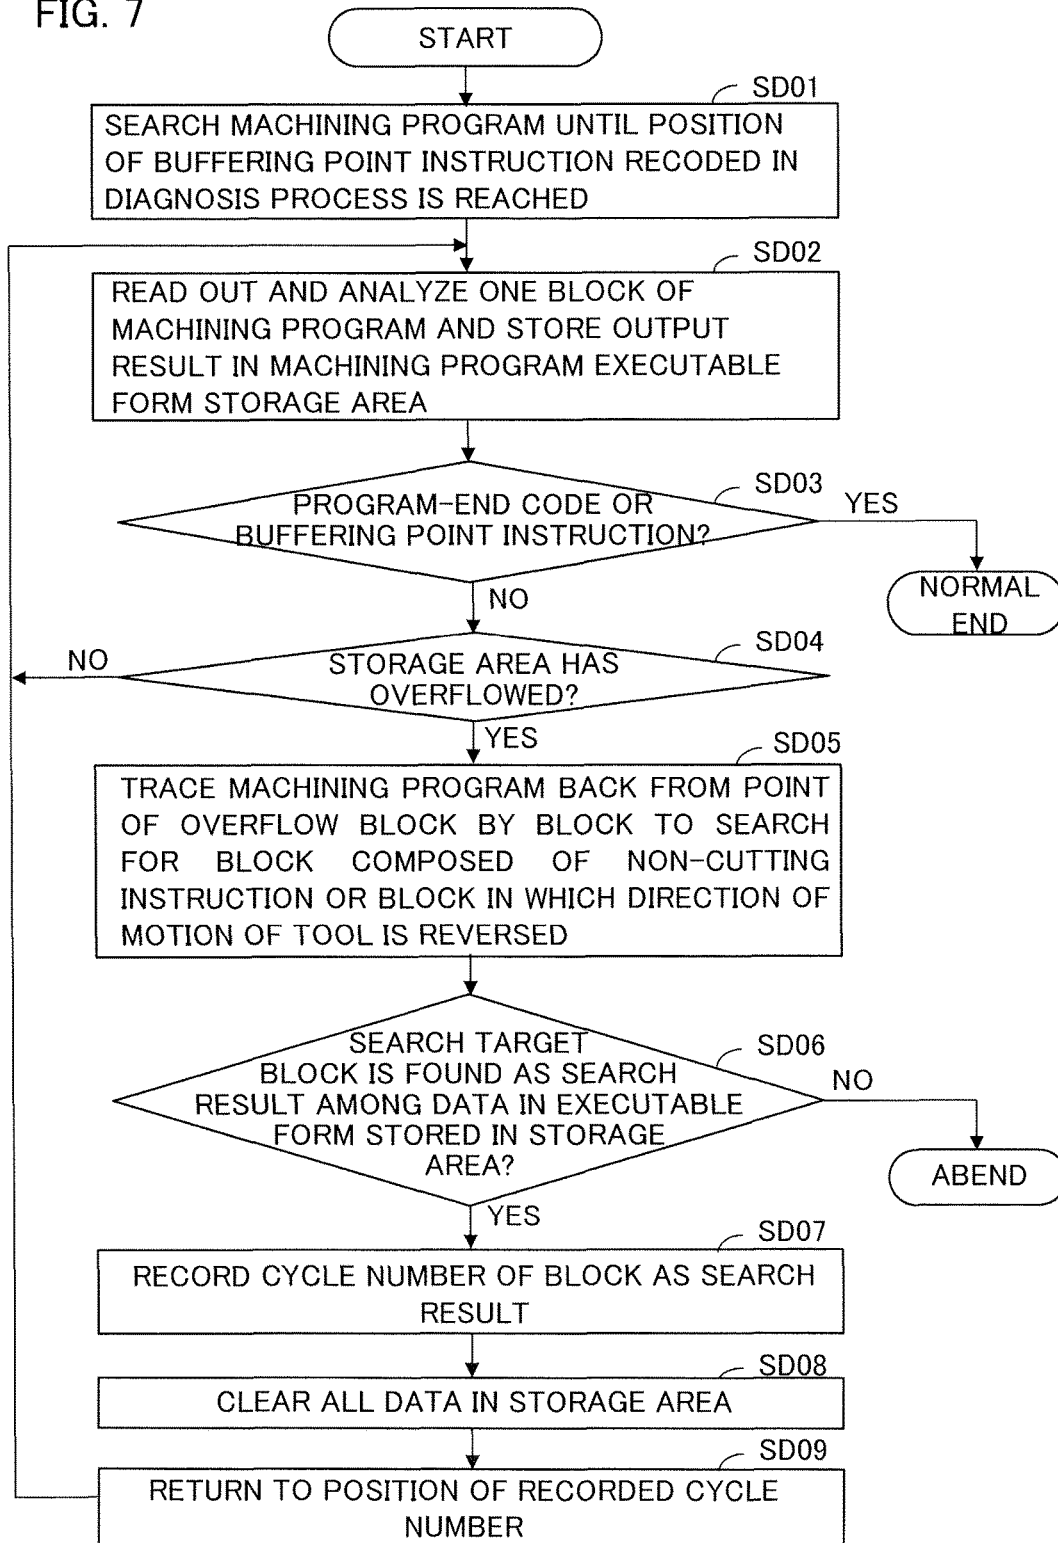 FIG. 7
START
SD01
SEARCH MACHINING PROGRAM UNTIL POSITION
OF BUFFERING POINT INSTRUCTION RECODED IN
DIAGNOSIS PROCESS IS REACHED
SD02
READ OUT AND ANALYZE ONE BLOCK OF
MACHINING PROGRAM AND STORE OUTPUT
RESULT IN MACHINING PROGRAM EXECUTABLE
FORM STORAGE AREA
SD03
PROGRAM-END CODE OR
BUFFERING POINT INSTRUCTION?
YES
NORMAL
END
NO
SD04
STORAGE AREA HAS
OVERFLOWED?
NO
YES
SD05
TRACE MACHINING PROGRAM BACK FROM POINT
OF OVERFLOW BLOCK BY BLOCK TO SEARCH
FOR BLOCK COMPOSED OF NON-CUTTING
INSTRUCTION OR BLOCK IN WHICH DIRECTION OF
MOTION OF TOOL IS REVERSED
SD06
SEARCH TARGET
BLOCK IS FOUND AS SEARCH
RESULT AMONG DATA IN EXECUTABLE
FORM STORED IN STORAGE
AREA?
NO
ABEND
YES
SD07
RECORD CYCLE NUMBER OF BLOCK AS SEARCH
RESULT
SD08
CLEAR ALL DATA IN STORAGE AREA
SD09
RETURN TO POSITION OF RECORDED CYCLE
NUMBER